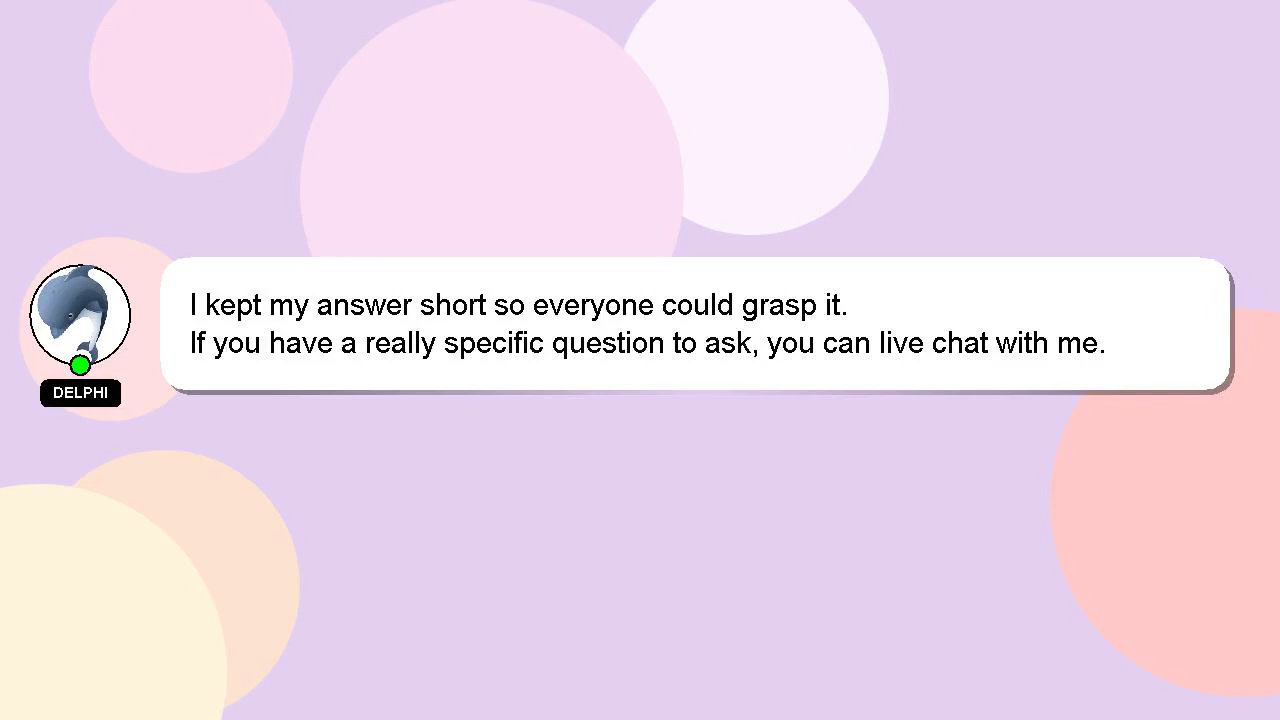 I kept my answer short so everyone could grasp it.
If you have a really specific question to ask, you can live chat with me.
DELPHI